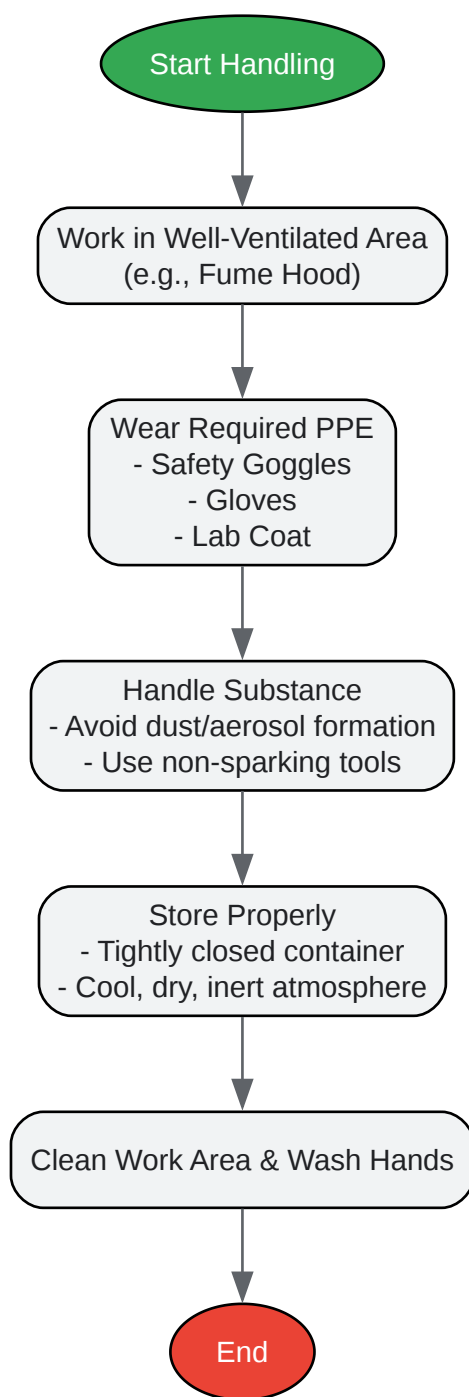 Start Handling
Work in Well-Ventilated Area
(e.g., Fume Hood)
Wear Required PPE
- Safety Goggles
- Gloves
- Lab Coat
Handle Substance
- Avoid dust/aerosol formation
- Use non-sparking tools
Store Properly
- Tightly closed container
- Cool, dry, inert atmosphere
Clean Work Area & Wash Hands
End